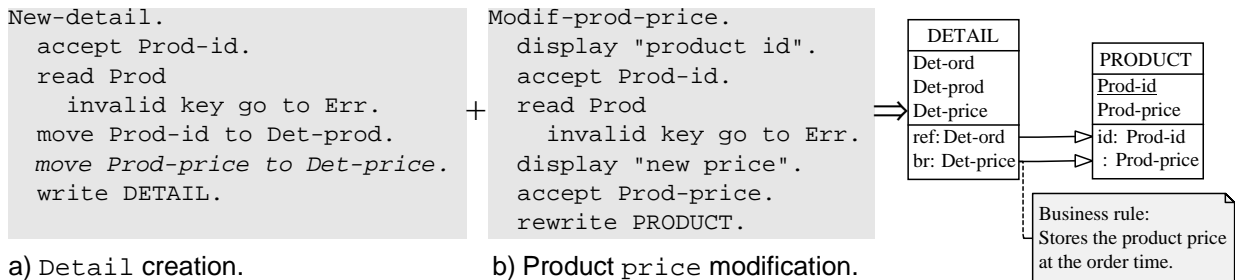 New-detail.
accept Prod-id.
read Prod
invalid key go to Err.
move Prod-id to Det-prod.
move Prod-price to Det-price.
write DETAIL.
+
Modif-prod-price.
display "product id".
accept Prod-id.
read Prod
invalid key go to Err.
display "new price".
accept Prod-price.
rewrite PRODUCT.
⇒
DETAIL
Det-ord
Det-prod
Det-price
ref: Det-ord
br: Det-price
PRODUCT
Prod-id
Prod-price
id: Prod-id
: Prod-price
Business rule:
Stores the product price
at the order time.
a) Detail creation.
b) Product price modification.